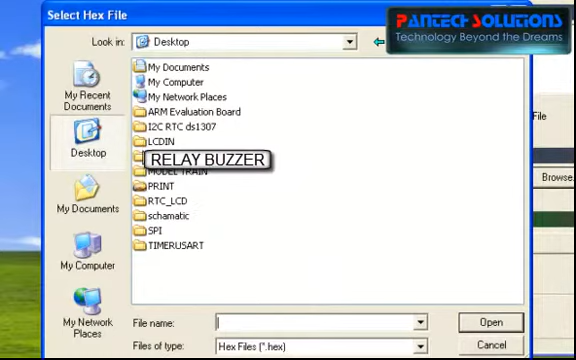 Select Hex File
PANTECH SOLUTIONS
Technology Beyond the Dreams
Look in:
Desktop
My Recent
Documents
Desktop
My Documents
My Computer
My Network
Places
My Documents
My Computer
My Network Places
ARM Evaluation Board
I2C RTC ds1307
LCDIN
RELAY BUZZER
MODEL TRAIN
PRINT
RTC_LCD
schamatic
SPI
TIMERUSART
File
Browse.
File name:
Open
Files of type:
Hex Files (*.hex)
Cancel